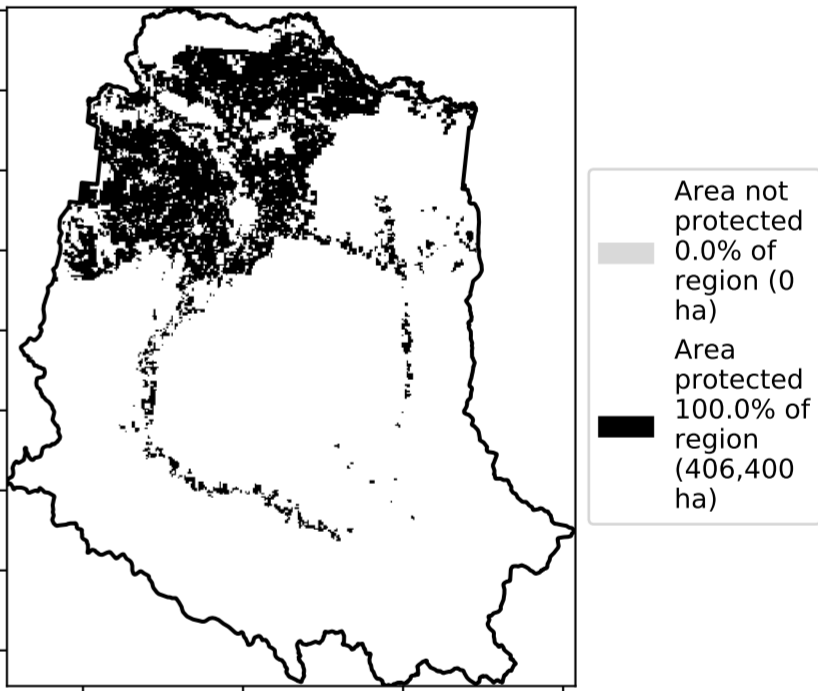 Area not
protected
0.0% of
region (0
ha)
Area
protected
100.0% of
region
(406,400
ha)